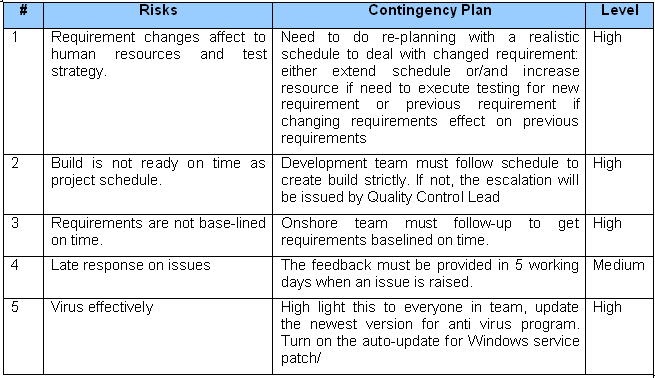 # Risks Contingency Plan Level
1 Requirement changes affect to Need to do re-planning with a realistic High
human resources and test schedule to deal with changed requirement:
strategy. either extend schedule or/and increase
resource if need to execute testing for new
requirement or previous requirement if
changing requirements effect on previous
requirements
2 Build is not ready on time as Development team must follow schedule to High
project schedule. create build strictly. If not, the escalation will
be issued by Quality Control Lead
3 Requirements are not base-lined Onshore team must follow-up to get High
on time. requirements baselined on time.
4 Late response on issues The feedback must be provided in 5 working Medium
days when an issue is raised.
5 Virus effectively High light this to everyone in team, update High
the newest version for anti virus program.
Turn on the auto-update for Windows service
patch/